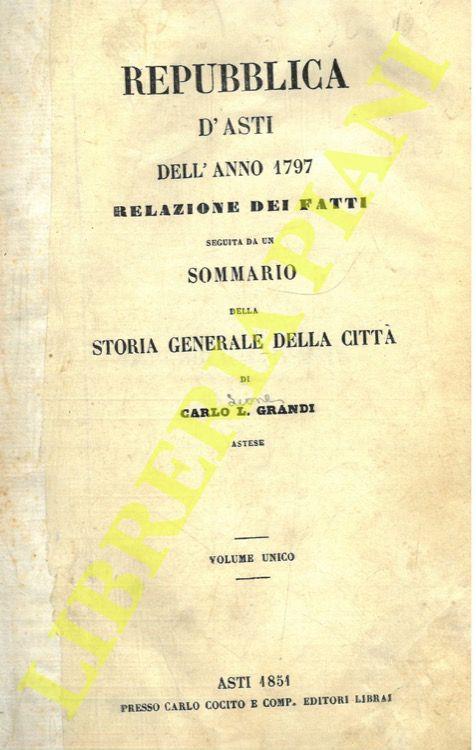 REPUBBLICA
D'ASTI
DELL'ANNO 1797
RELAZIONE DEI FATTI
SEGUITA DA UN
SOMMARIO
DELLA
STORIA GENERALE DELLA CITTÀ
DI
Leone
CARLO L. GRANDI
ASTESE
VOLUME UNICO
ASTI 1851
PRESSO CARLO COCITO E COMP. EDITORI LIBRAI
LIBRERIA PIANI